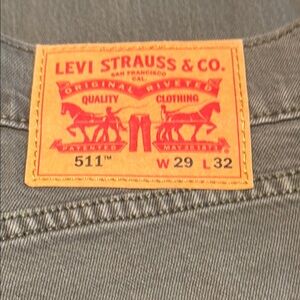 LEVI STRAUSS & CO.
SAN FRANCISCO
CAL.
ORIGINAL RIVETED
QUALITY CLOTHING
PATENTED MAY 20 1873
511™ W 29 L 32